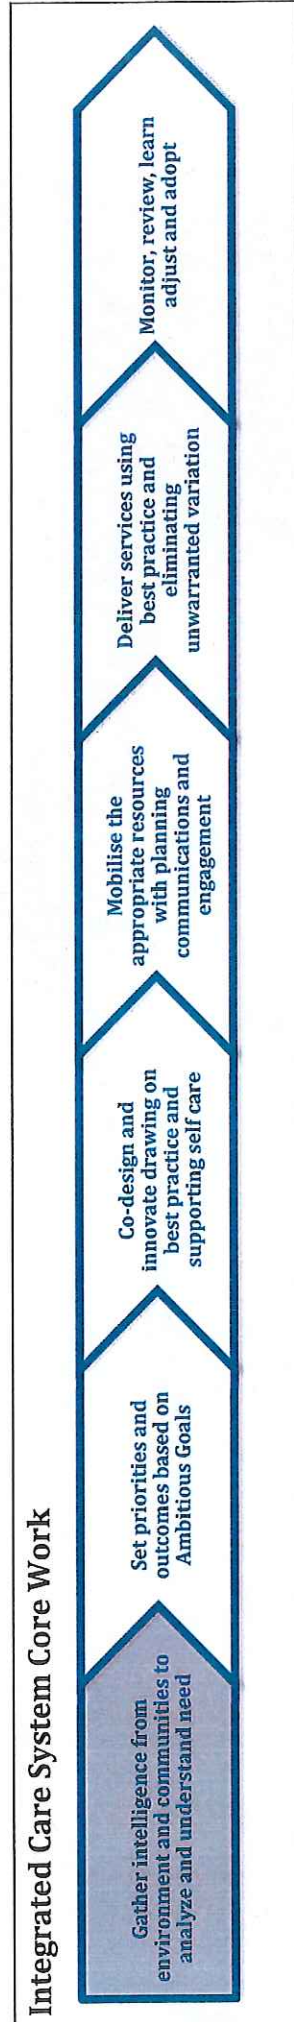 Integrated Care System Core Work
Gather intelligence from
environment and communities to
analyze and understand need
Set priorities and
outcomes based on
Ambitious Goals
Co-design and
innovate drawing on
best practice and
supporting self care
Mobilise the
appropriate resources
with planning
communications and
engagement
Deliver services using
best practice and
eliminating
unwarranted variation
Monitor, review, learn
adjust and adopt